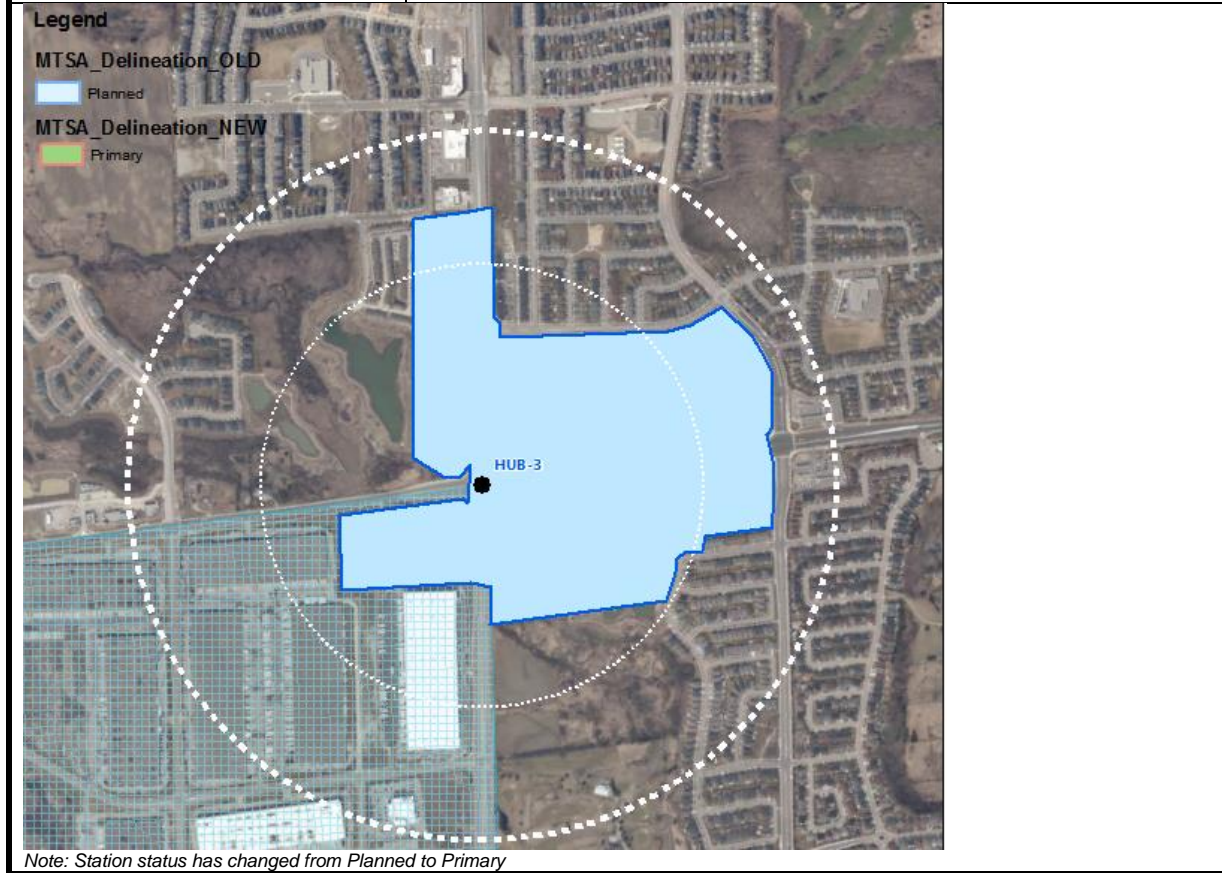 Legend
MTSA_Delineation_OLD
Planned
MTSA_Delineation_NEW
Primary
HUB-3
Note: Station status has changed from Planned to Primary